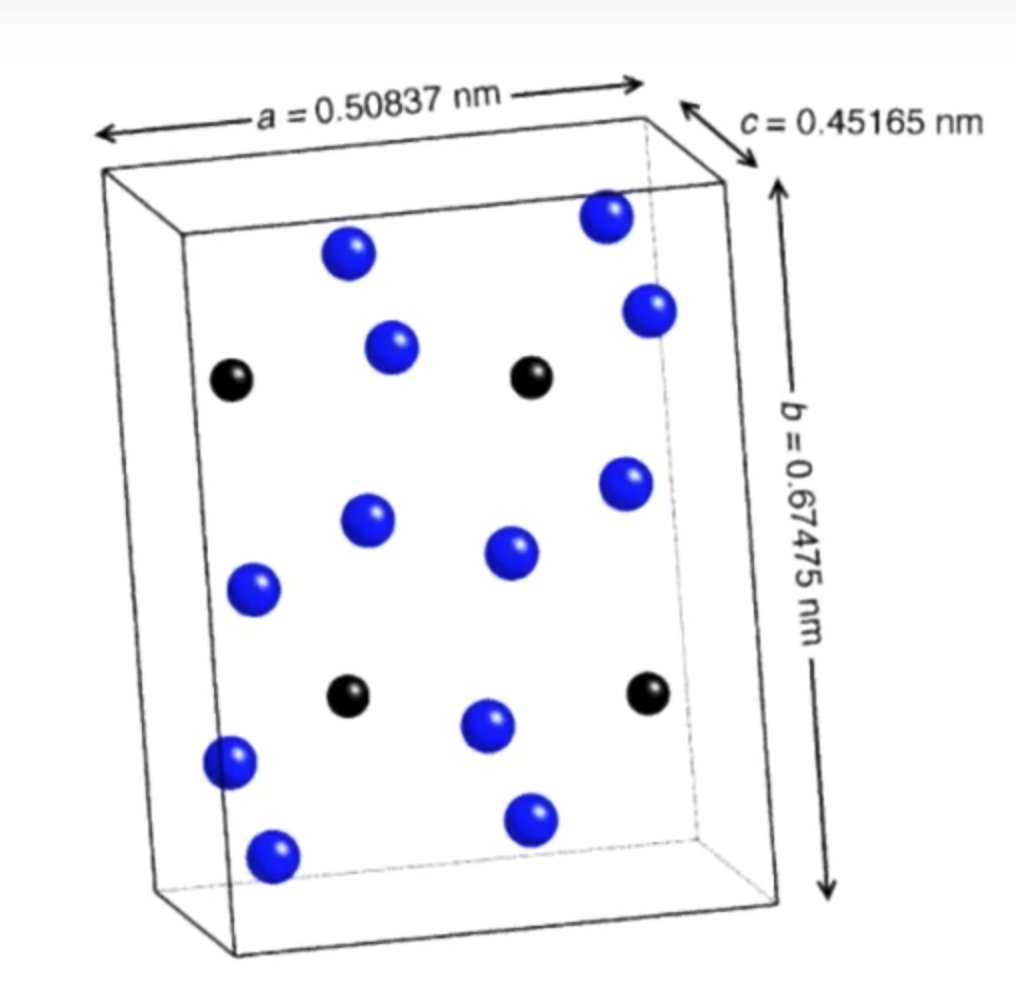 a = 0.50837 nm
c = 0.45165 nm
b = 0.67475 nm